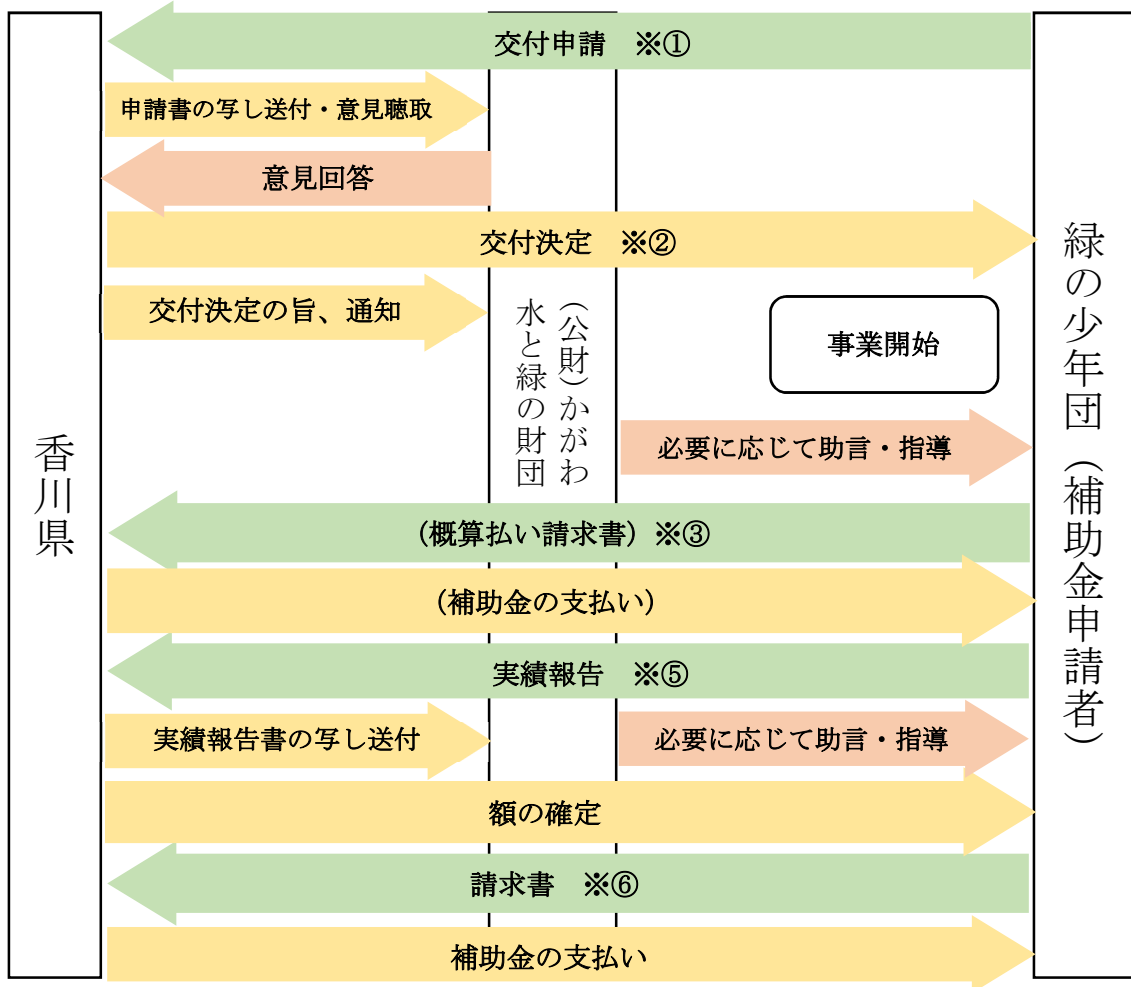 交付申請　※①
申請書の写し送付・意見聴取
意見回答
交付決定　※②
交付決定の旨、通知
事業開始
必要に応じて助言・指導
(概算払い請求書) ※③
(補助金の支払い)
実績報告　※⑤
実績報告書の写し送付
必要に応じて助言・指導
額の確定
請求書　※⑥
補助金の支払い
香川県
(公財)かがわ
水と緑の財団
緑の少年団（補助金申請者）